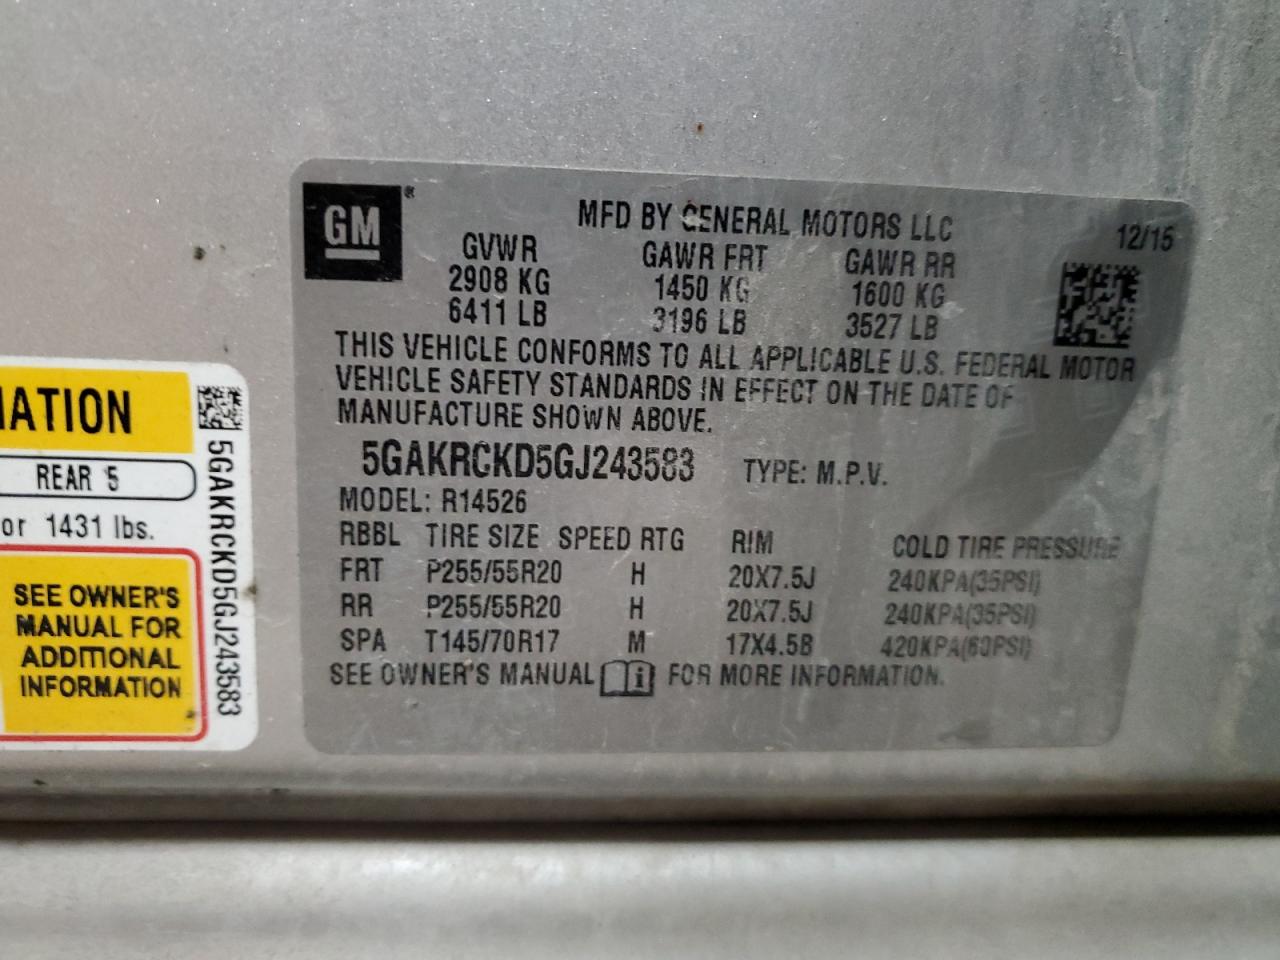 GM
®
MFD BY GENERAL MOTORS LLC
12/15
GVWR GAWR FRT GAWR RR
2908 KG 1450 KG 1600 KG
6411 LB 3196 LB 3527 LB
THIS VEHICLE CONFORMS TO ALL APPLICABLE U.S. FEDERAL MOTOR
VEHICLE SAFETY STANDARDS IN EFFECT ON THE DATE OF
MANUFACTURE SHOWN ABOVE.
5GAKRCKD5GJ243583 TYPE: M.P.V.
MODEL: R14526
RBBL TIRE SIZE SPEED RTG RIM COLD TIRE PRESSURE
FRT P255/55R20 H 20X7.5J 240KPA(35PSI)
RR P255/55R20 H 20X7.5J 240KPA(35PSI)
SPA T145/70R17 M 17X4.5B 420KPA(60PSI)
SEE OWNER'S MANUAL i FOR MORE INFORMATION.
MATION
REAR 5
or 1431 lbs.
SEE OWNER'S
MANUAL FOR
ADDITIONAL
INFORMATION
5GAKRCKD5GJ243583